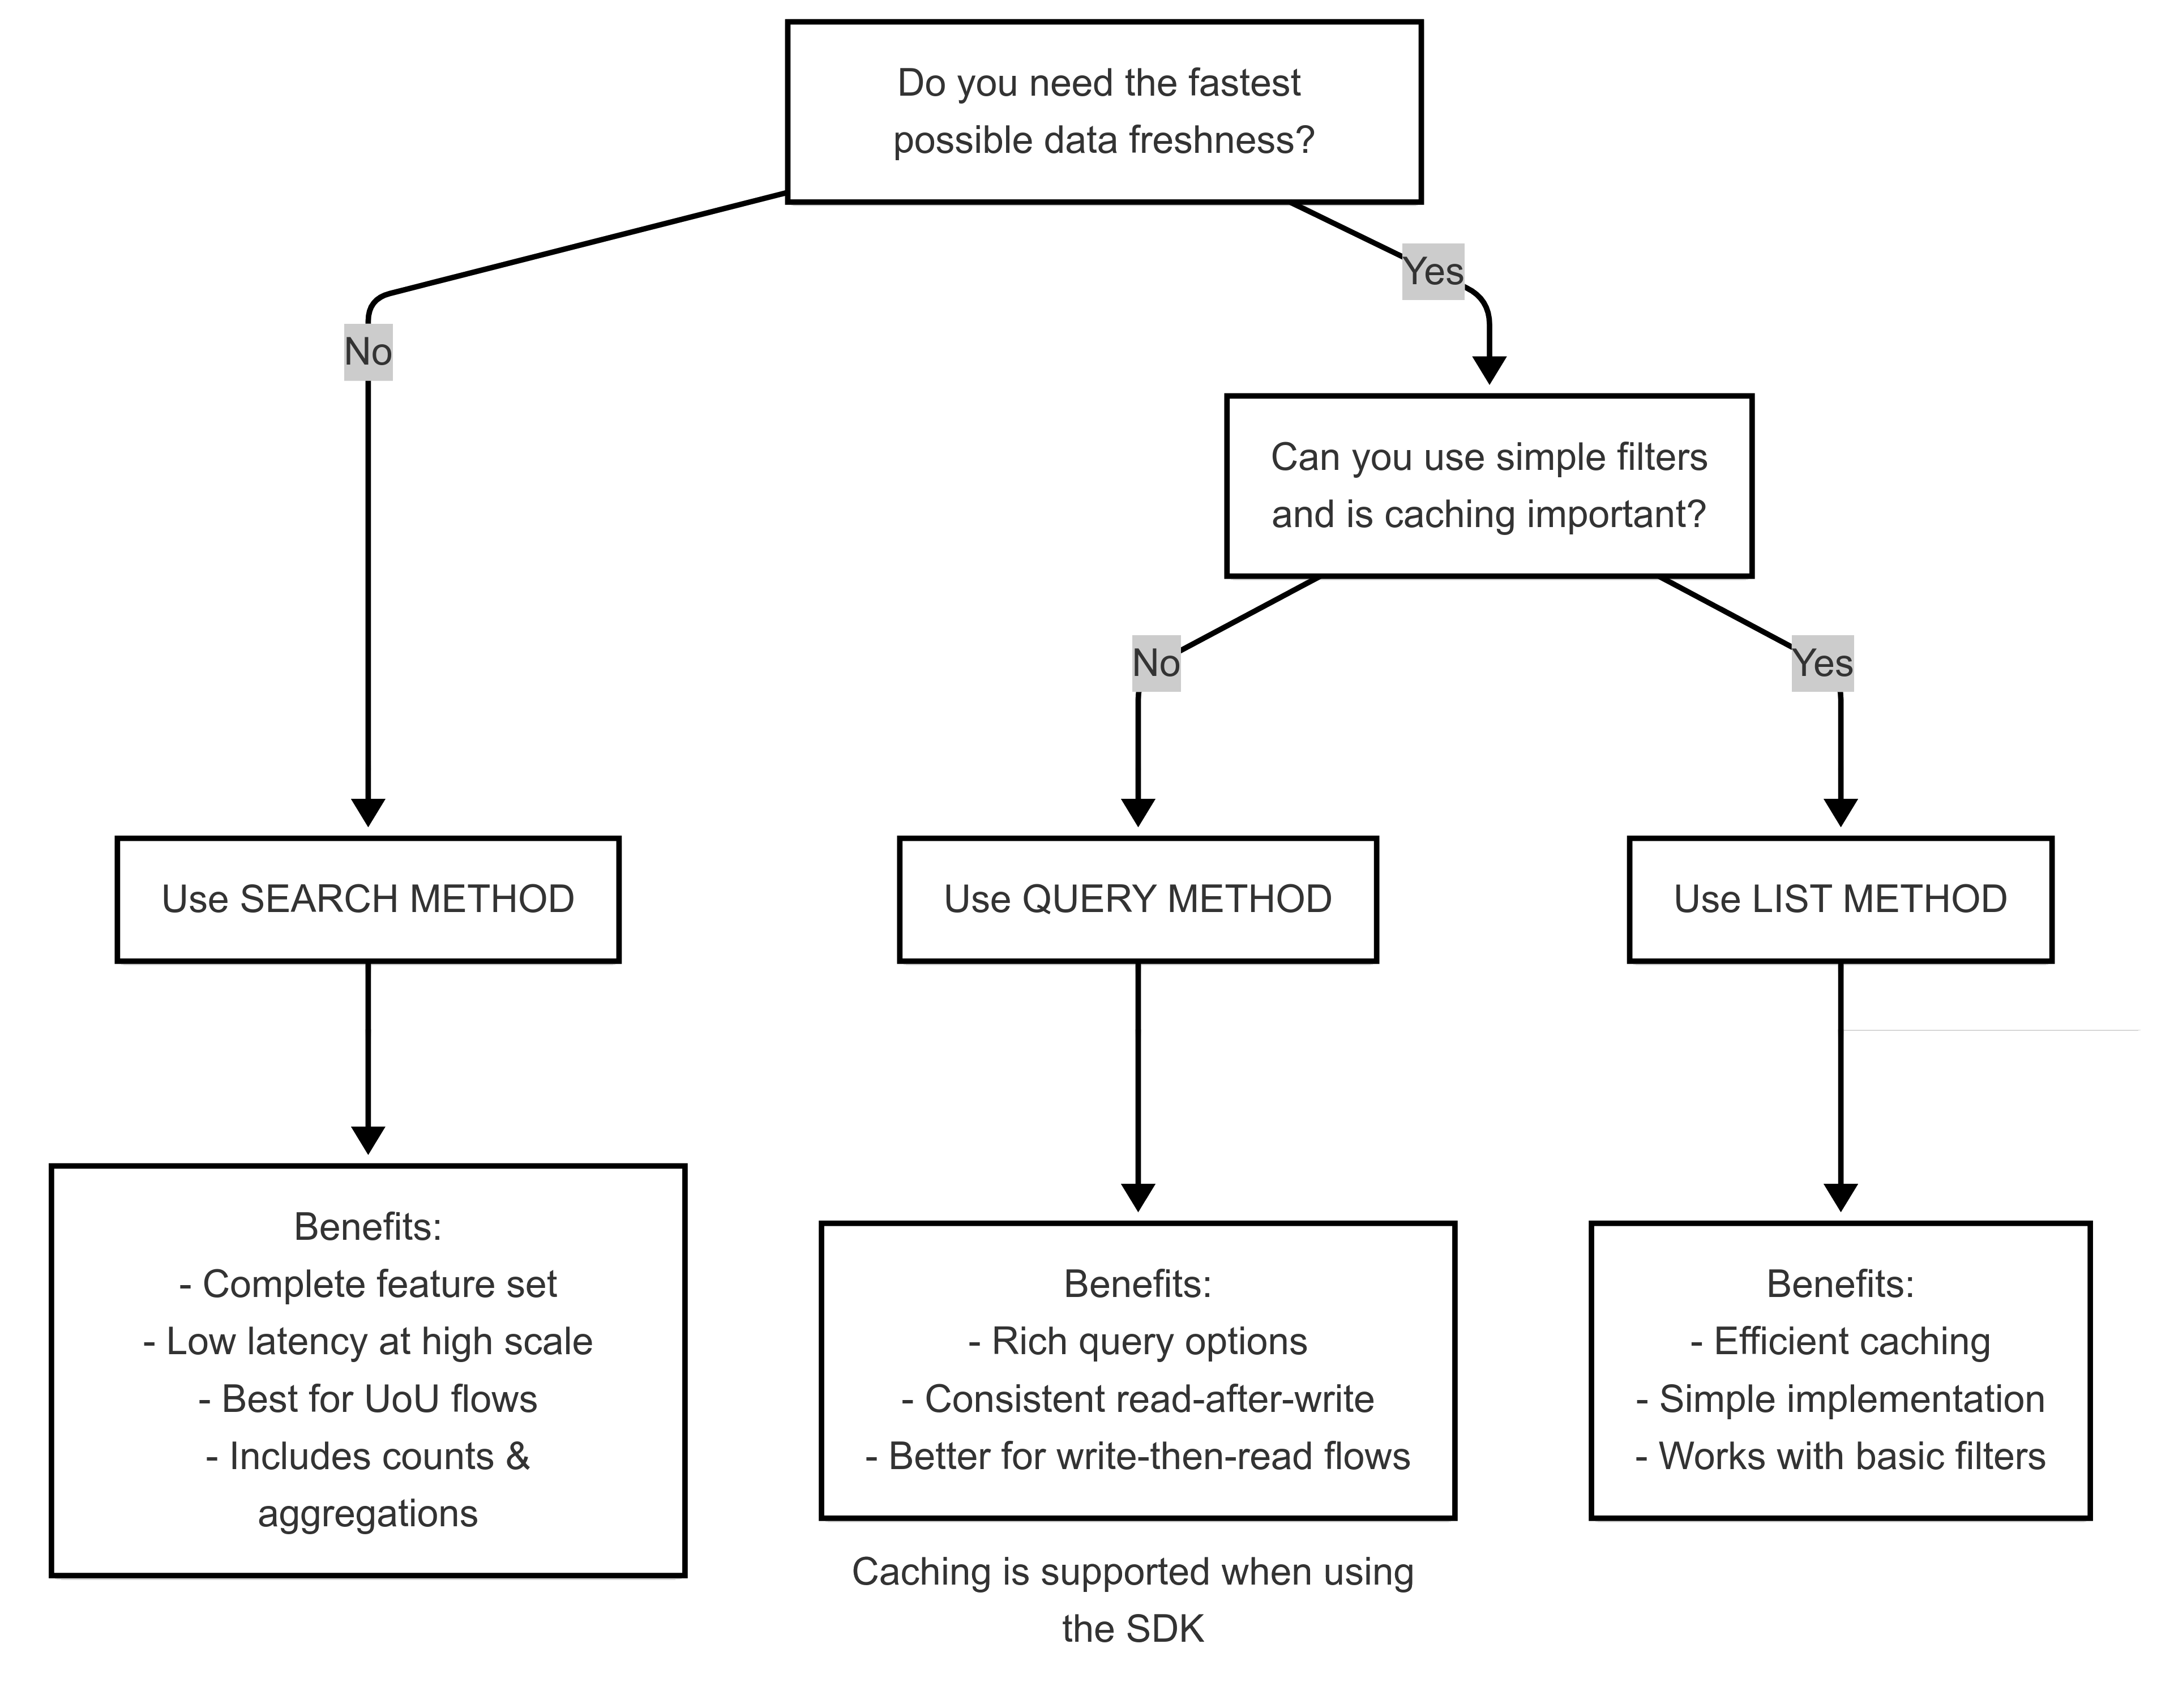 Do you need the fastest
possible data freshness?
Yes
No
Can you use simple filters
and is caching important?
No
Yes
Use SEARCH METHOD
Use QUERY METHOD
Use LIST METHOD
Benefits:
- Complete feature set
- Low latency at high scale
- Best for UoU flows
- Includes counts &
aggregations
Benefits:
- Rich query options
- Consistent read-after-write
- Better for write-then-read flows
Caching is supported when using
the SDK
Benefits:
- Efficient caching
- Simple implementation
- Works with basic filters